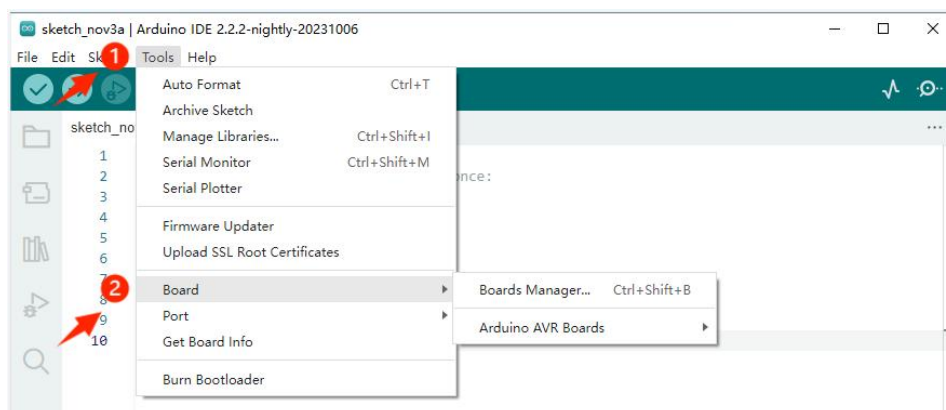 sketch_nov3a | Arduino IDE 2.2.2-nightly-20231006
File Edit Sk 1 Tools Help
Auto Format Ctrl+T
Archive Sketch
sketch_no
Manage Libraries... Ctrl+Shift+I
1
Serial Monitor Ctrl+Shift+M
2 once:
Serial Plotter
3
4
Firmware Updater
5
Upload SSL Root Certificates
6
7
2 Board Boards Manager... Ctrl+Shift+B
8
Port Arduino AVR Boards
9
Get Board Info
10
Burn Bootloader